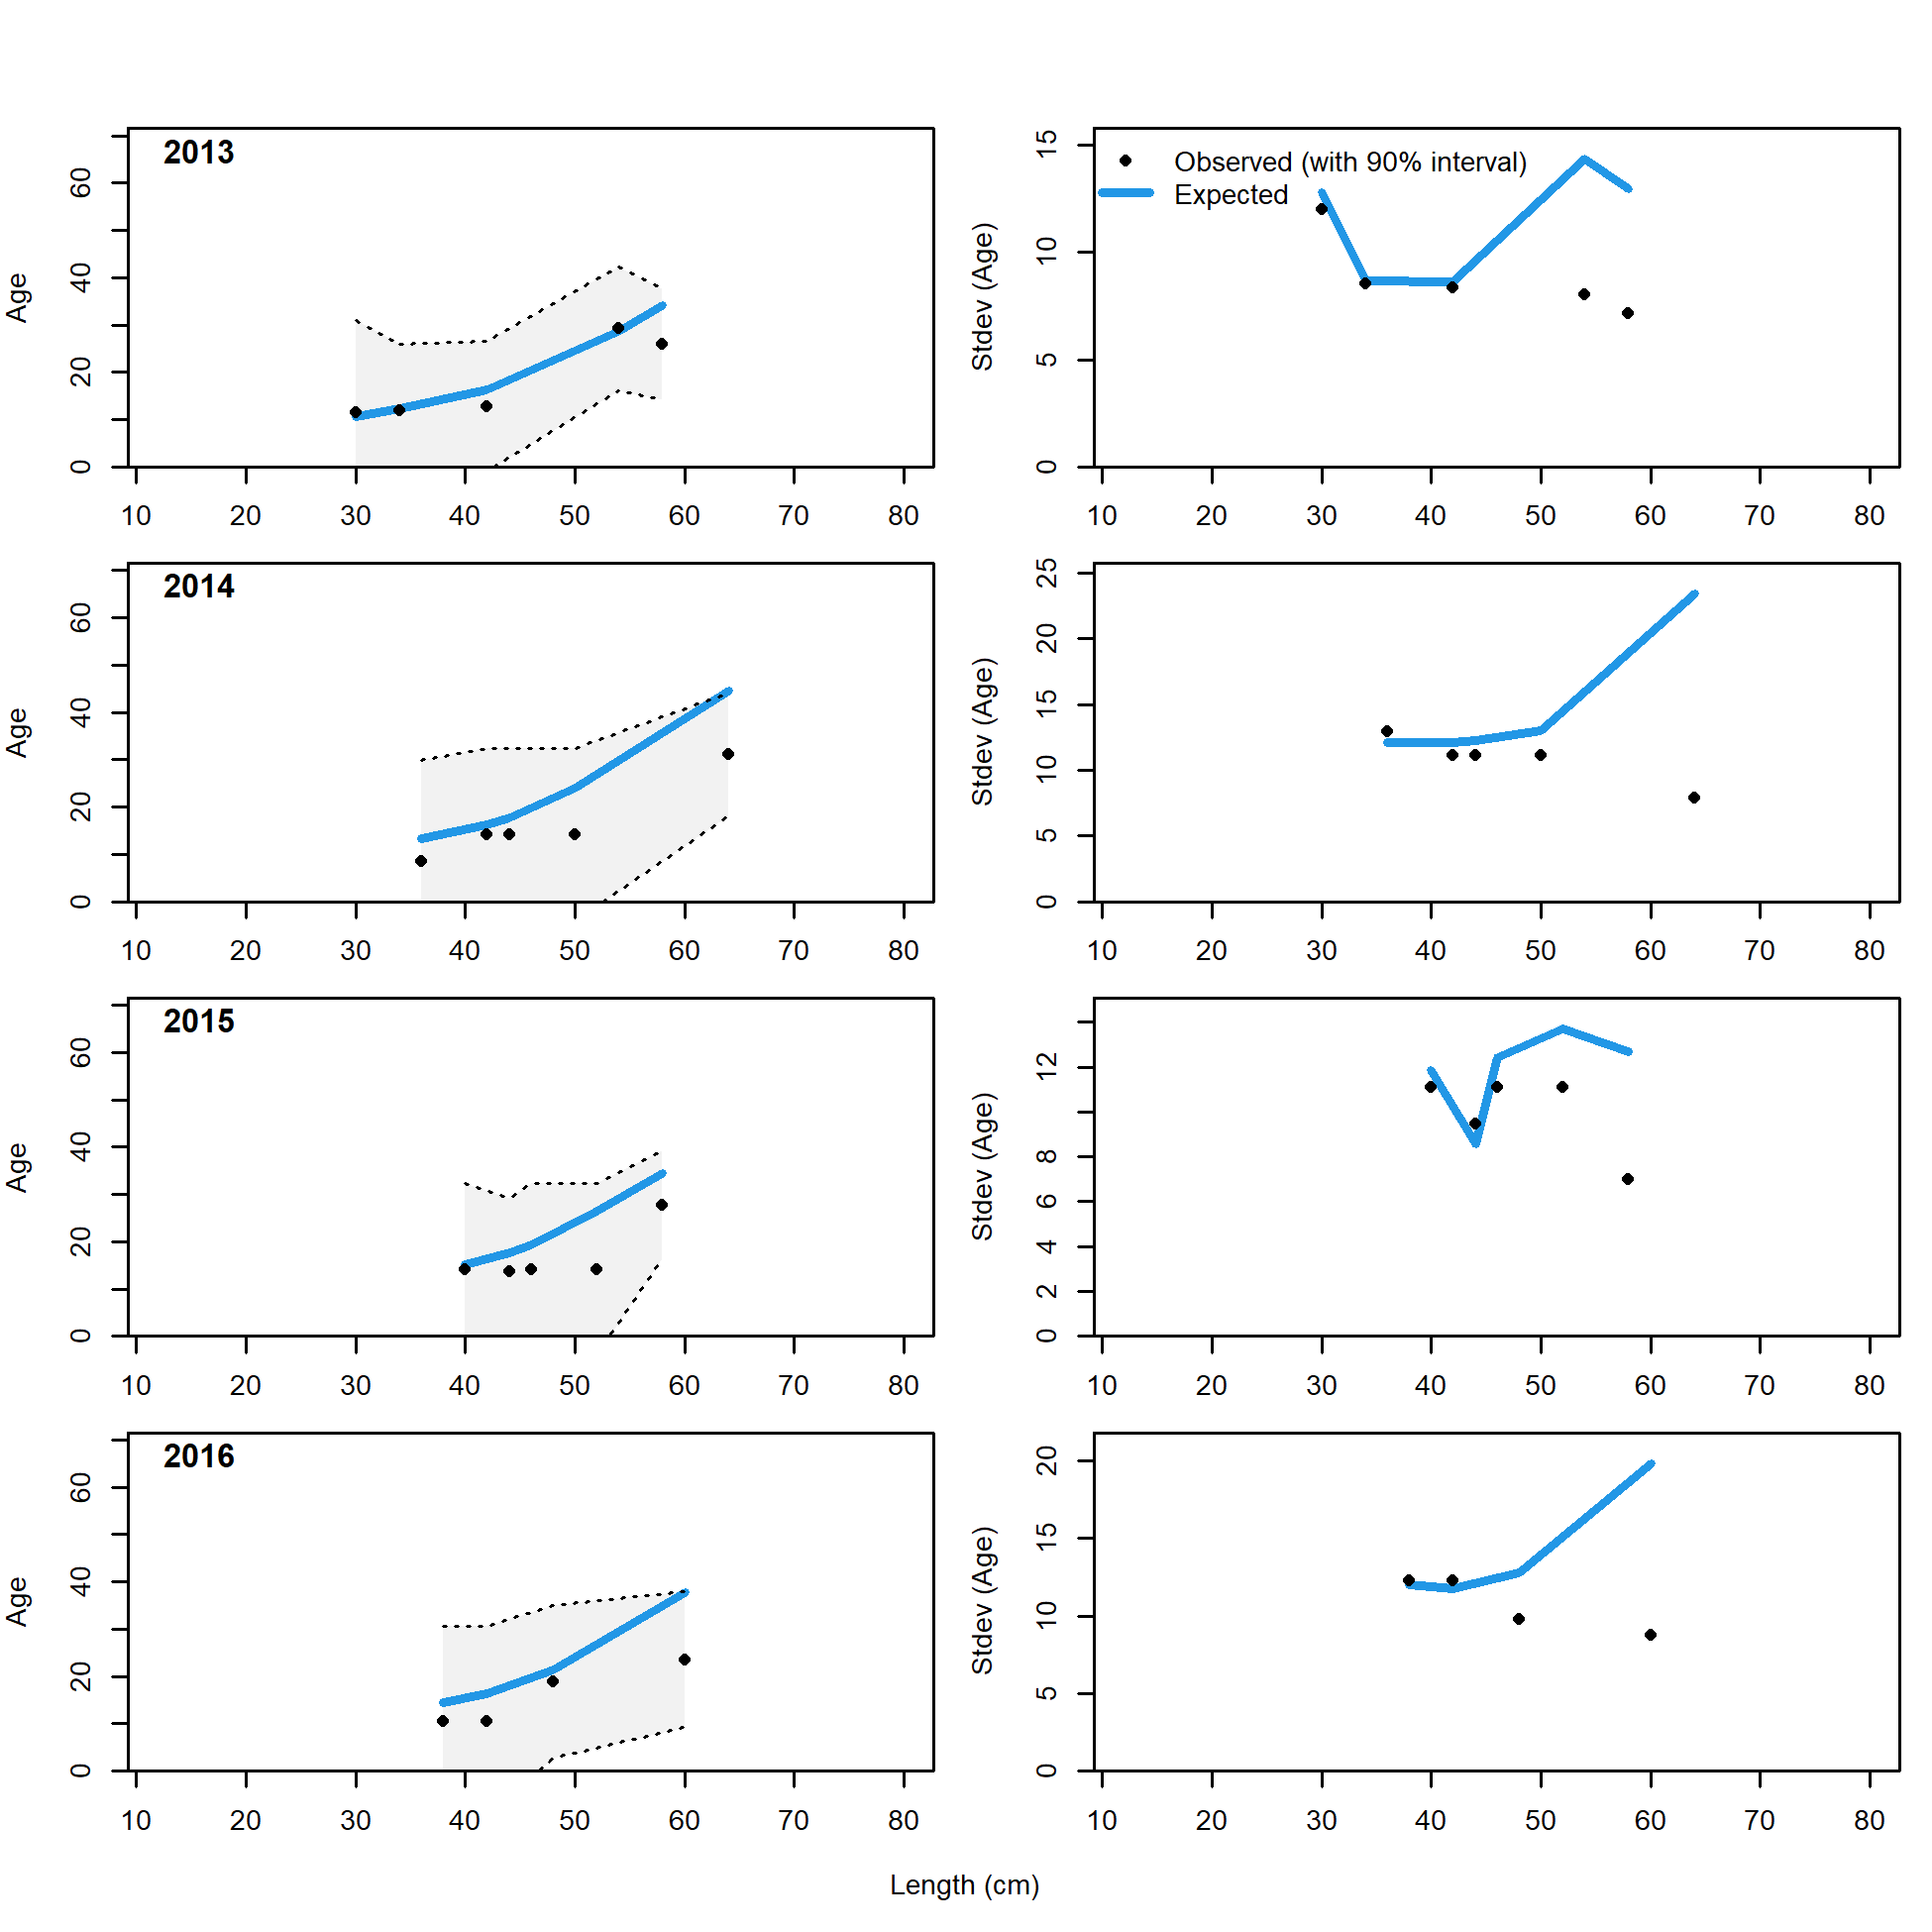 2013
Age
0 20 40 60
10 20 30 40 50 60 70 80
Observed (with 90% interval)
Expected
Stdev (Age)
0 5 10 15
10 20 30 40 50 60 70 80
2014
Age
0 20 40 60
10 20 30 40 50 60 70 80
Stdev (Age)
0 5 10 15 20 25
10 20 30 40 50 60 70 80
2015
Age
0 20 40 60
10 20 30 40 50 60 70 80
Stdev (Age)
0 2 4 6 8 12
10 20 30 40 50 60 70 80
2016
Age
0 20 40 60
10 20 30 40 50 60 70 80
Stdev (Age)
0 5 10 15 20
10 20 30 40 50 60 70 80
Length (cm)